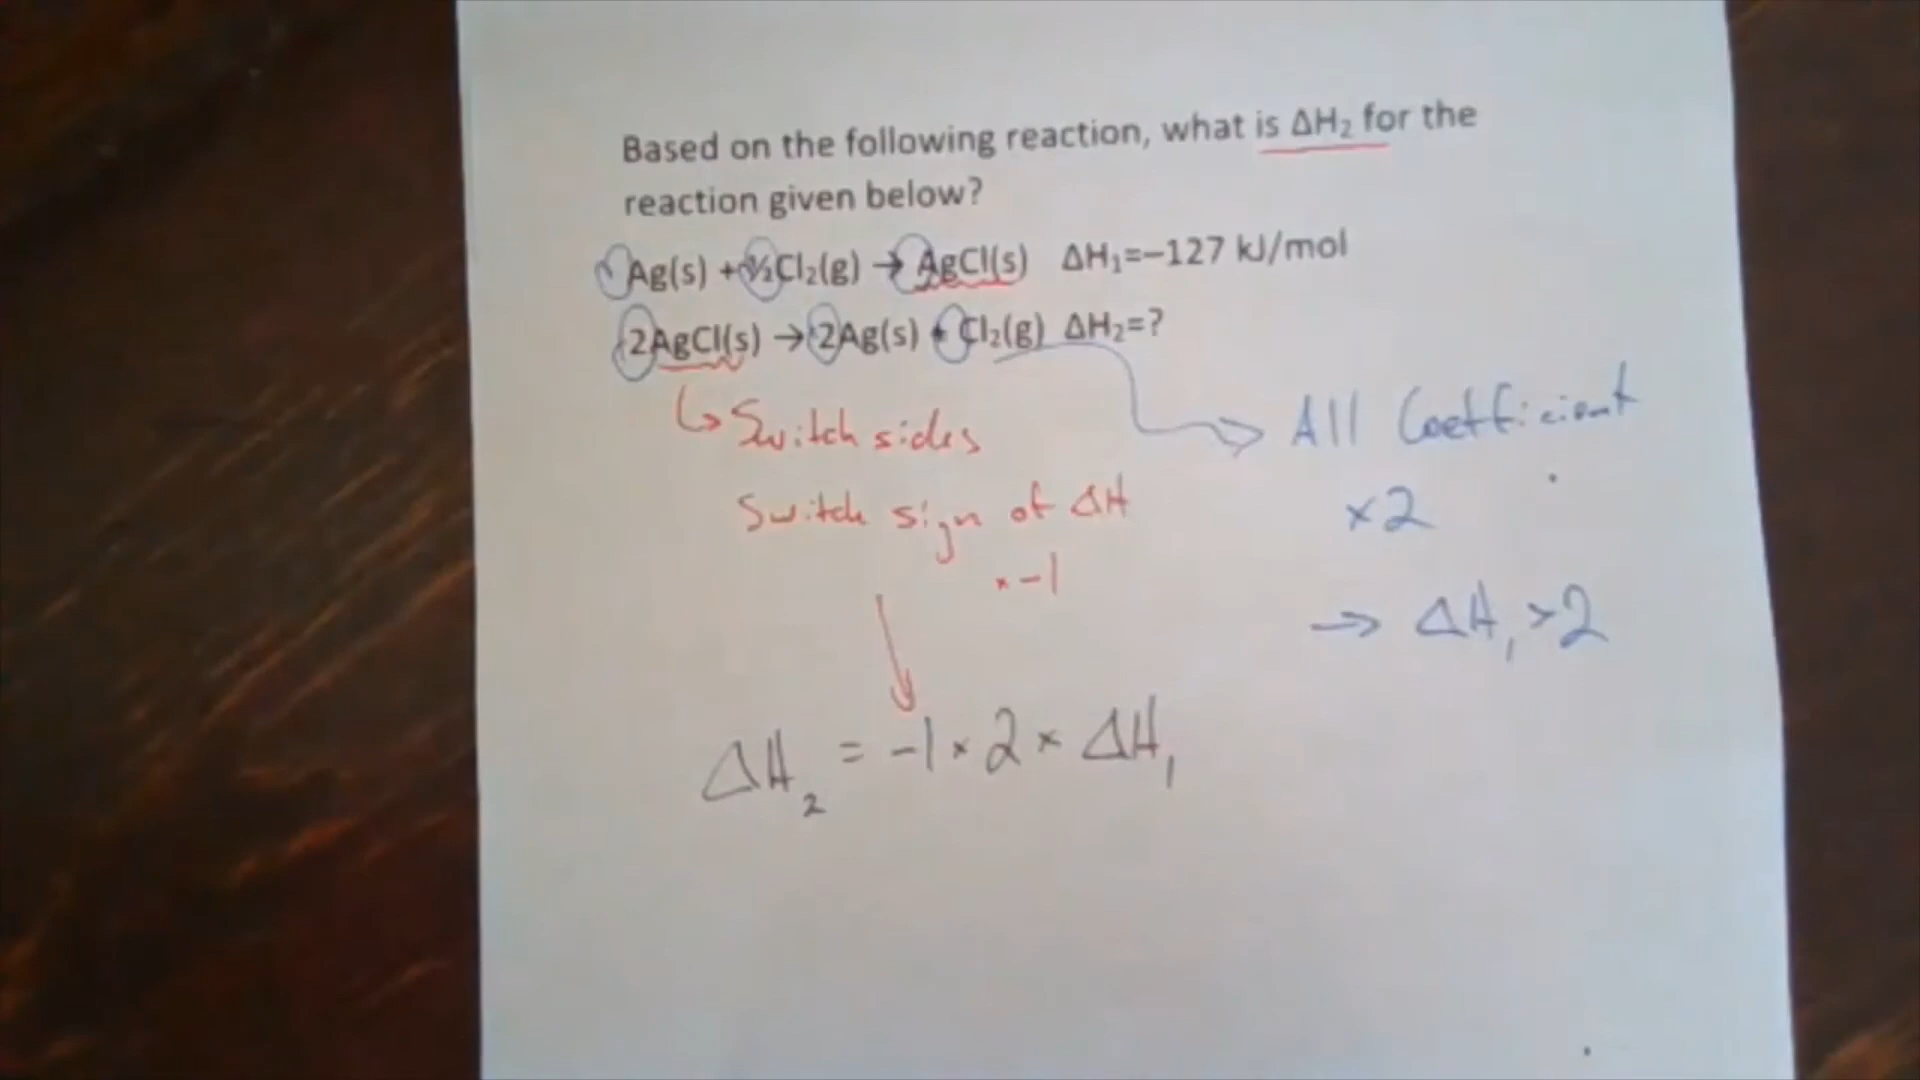 Based on the following reaction, what is ΔH₂ for the
reaction given below?
Ag(s) + ½Cl₂(g) → AgCl(s) ΔH₁=−127 kJ/mol
2AgCl(s) → 2Ag(s) + Cl₂(g) ΔH₂=?
↳ Switch sides
All Coefficient
Switch sign of ΔH
×2
× -1
→ ΔH₁ ×2
ΔH₂ = -1 × 2 × ΔH₁